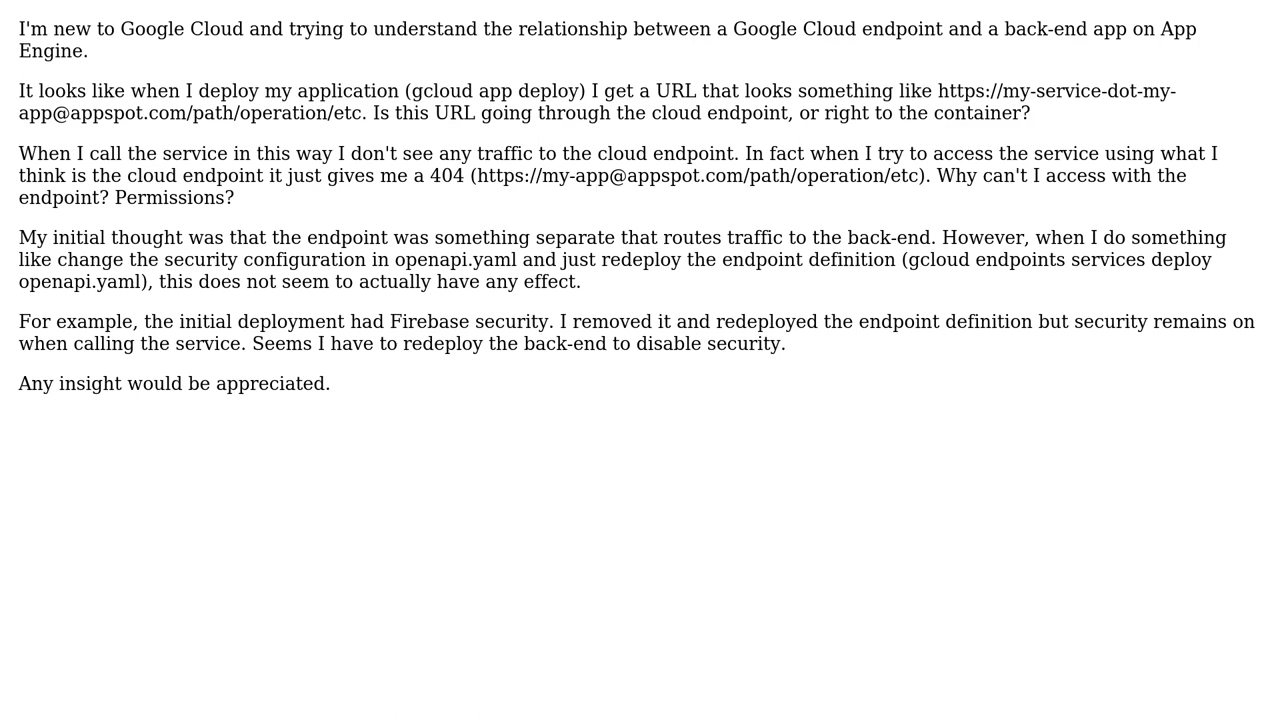 I'm new to Google Cloud and trying to understand the relationship between a Google Cloud endpoint and a back-end app on App
Engine.
It looks like when I deploy my application (gcloud app deploy) I get a URL that looks something like https://my-service-dot-my-
app@appspot.com/path/operation/etc. Is this URL going through the cloud endpoint, or right to the container?
When I call the service in this way I don't see any traffic to the cloud endpoint. In fact when I try to access the service using what I
think is the cloud endpoint it just gives me a 404 (https://my-app@appspot.com/path/operation/etc). Why can't I access with the
endpoint? Permissions?
My initial thought was that the endpoint was something separate that routes traffic to the back-end. However, when I do something
like change the security configuration in openapi.yaml and just redeploy the endpoint definition (gcloud endpoints services deploy
openapi.yaml), this does not seem to actually have any effect.
For example, the initial deployment had Firebase security. I removed it and redeployed the endpoint definition but security remains on
when calling the service. Seems I have to redeploy the back-end to disable security.
Any insight would be appreciated.